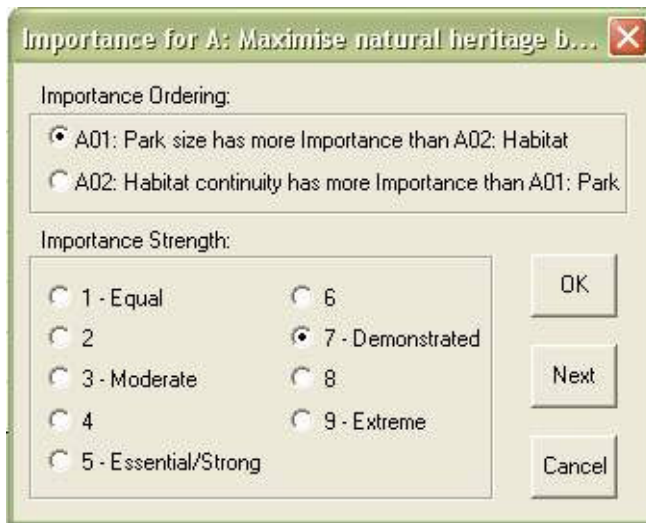 Importance for A: Maximise natural heritage b...
Importance Ordering:
A01: Park size has more Importance than A02: Habitat
A02: Habitat continuity has more Importance than A01: Park
Importance Strength:
1 - Equal
2
3 - Moderate
4
5 - Essential/Strong
6
7 - Demonstrated
8
9 - Extreme
OK
Next
Cancel